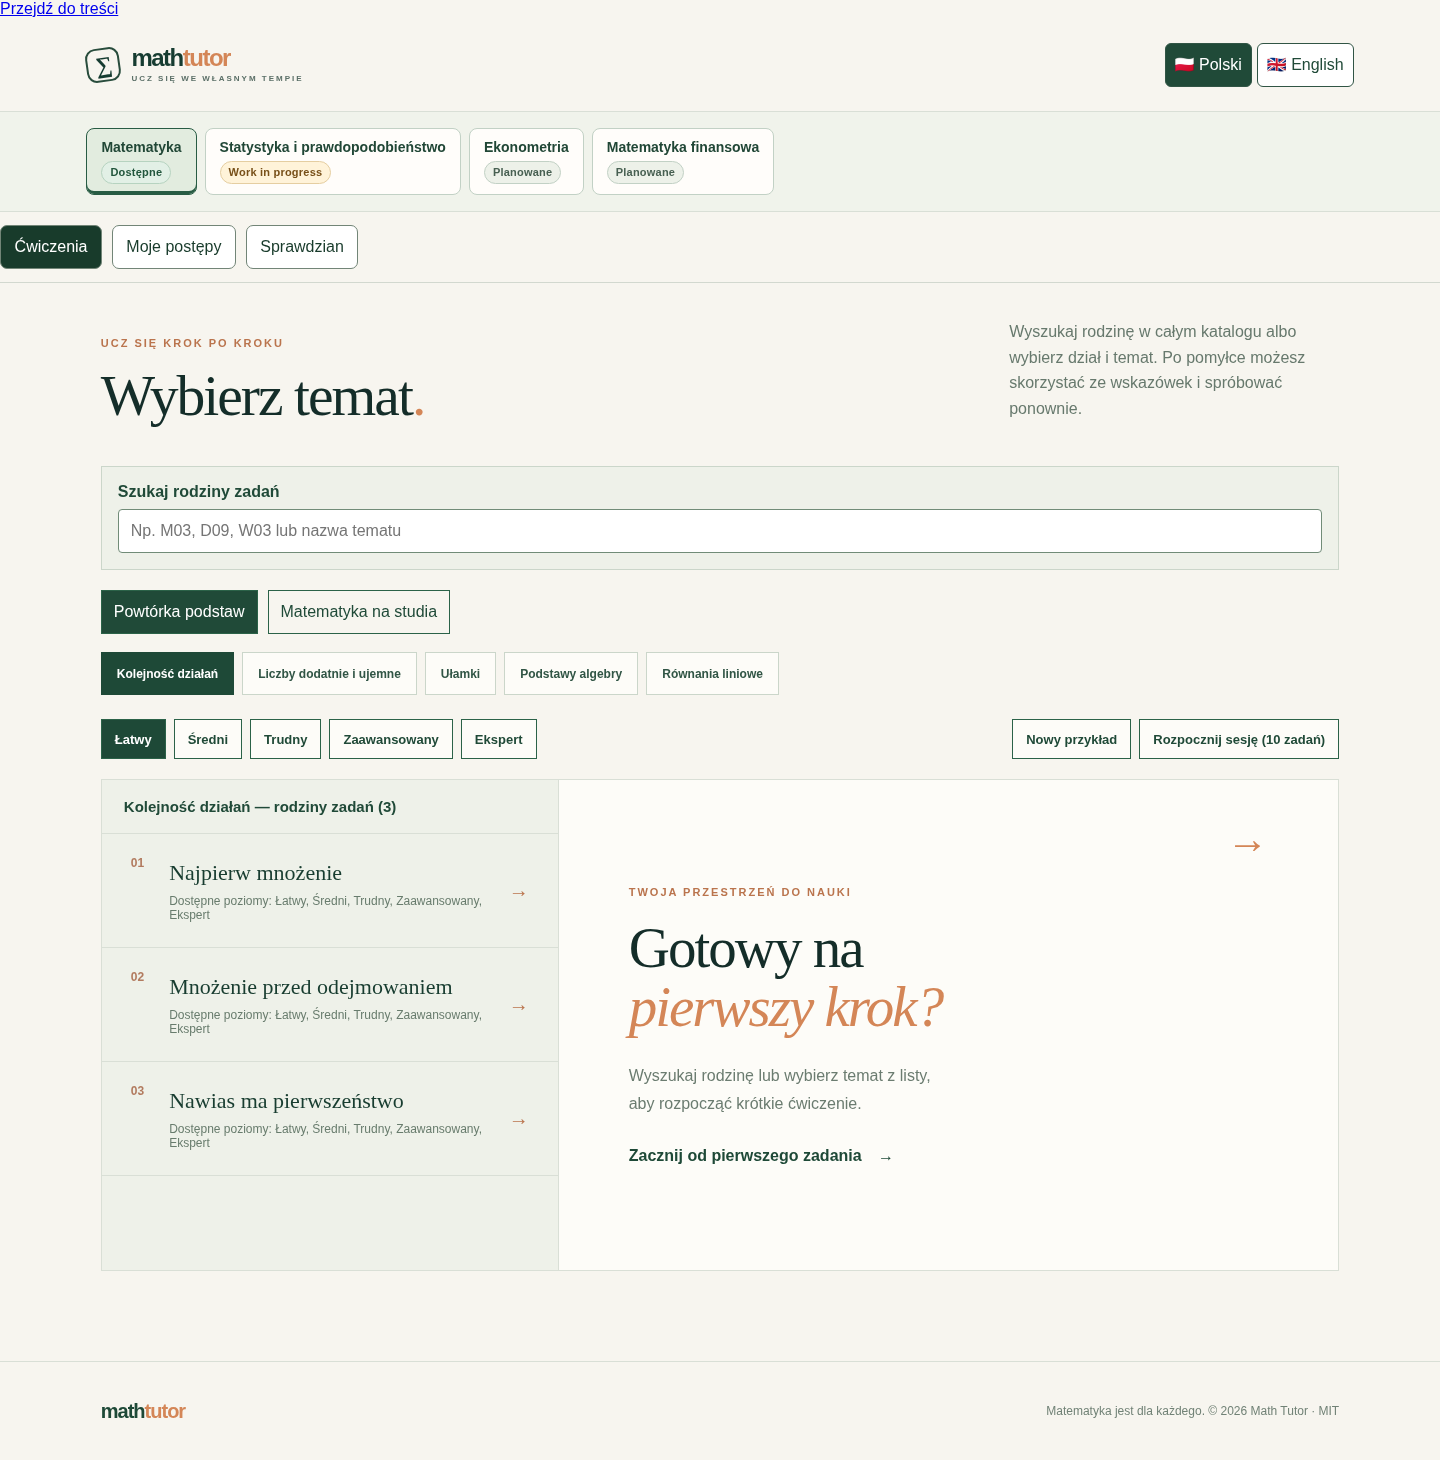 Przejdź do treści
mathtutor
UCZ SIĘ WE WŁASNYM TEMPIE
Polski
English
Matematyka
Dostępne
Statystyka i prawdopodobieństwo
Work in progress
Ekonometria
Planowane
Matematyka finansowa
Planowane
Ćwiczenia
Moje postępy
Sprawdzian
UCZ SIĘ KROK PO KROKU
Wybierz temat.
Wyszukaj rodzinę w całym katalogu albo
wybierz dział i temat. Po pomyłce możesz
skorzystać ze wskazówek i spróbować
ponownie.
Szukaj rodziny zadań
Np. M03, D09, W03 lub nazwa tematu
Powtórka podstaw
Matematyka na studia
Kolejność działań
Liczby dodatnie i ujemne
Ułamki
Podstawy algebry
Równania liniowe
Łatwy
Średni
Trudny
Zaawansowany
Ekspert
Nowy przykład
Rozpocznij sesję (10 zadań)
Kolejność działań — rodziny zadań (3)
01
Najpierw mnożenie
Dostępne poziomy: Łatwy, Średni, Trudny, Zaawansowany,
Ekspert
→
02
Mnożenie przed odejmowaniem
Dostępne poziomy: Łatwy, Średni, Trudny, Zaawansowany,
Ekspert
→
03
Nawias ma pierwszeństwo
Dostępne poziomy: Łatwy, Średni, Trudny, Zaawansowany,
Ekspert
→
→
TWOJA PRZESTRZEŃ DO NAUKI
Gotowy na
pierwszy krok?
Wyszukaj rodzinę lub wybierz temat z listy,
aby rozpocząć krótkie ćwiczenie.
Zacznij od pierwszego zadania →
mathtutor
Matematyka jest dla każdego. © 2026 Math Tutor · MIT